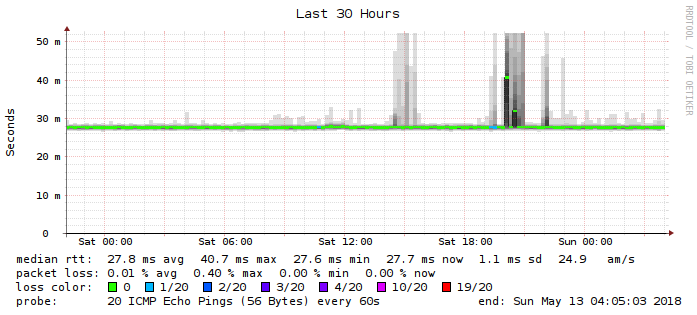 Last 30 Hours
RRDTOOL / TOBI OETIKER
Seconds
50 m
40 m
30 m
20 m
10 m
0
Sat 00:00 Sat 06:00 Sat 12:00 Sat 18:00 Sun 00:00
median rtt: 27.8 ms avg 40.7 ms max 27.6 ms min 27.7 ms now 1.1 ms sd 24.9 am/s
packet loss: 0.01 % avg 0.40 % max 0.00 % min 0.00 % now
loss color: 0 1/20 2/20 3/20 4/20 10/20 19/20
probe: 20 ICMP Echo Pings (56 Bytes) every 60s end: Sun May 13 04:05:03 2018